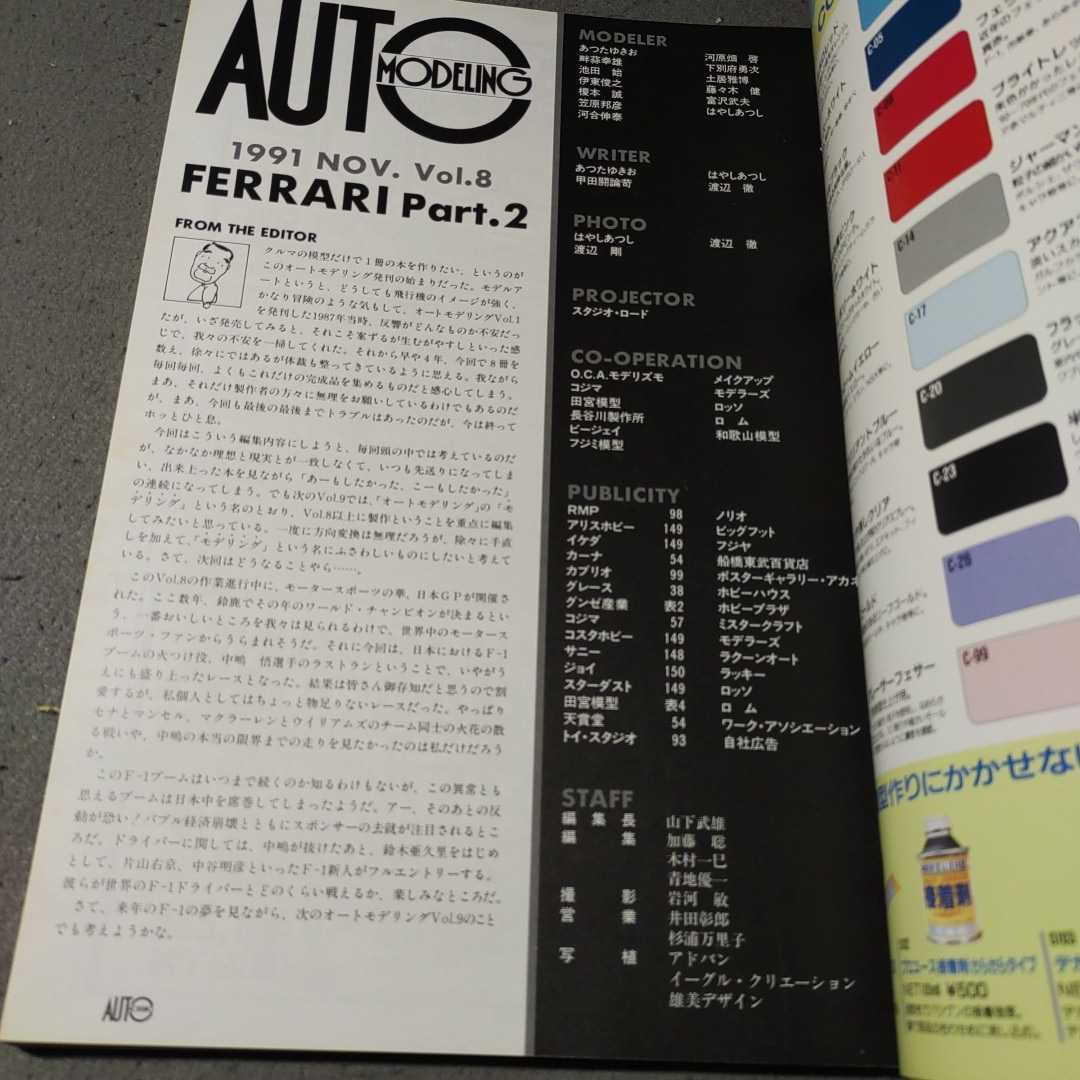 AUTO
MODELING
1991 NOV. Vol.8
FERRARI Part.2
FROM THE EDITOR
クルマの模型だけで1冊の本を作りたい、というのが
このオートモデリング発刊の始まりだった。モデルア
ートというと、どうしても飛行機のイメージが強く、
かなり冒険のような気もして、オートモデリングVol.1
を発刊した1987年当時、反響がどんなものか不安だっ
たが、いざ発売してみると、それこそ案ずるが生むがやすしといった感
じで、我々の不安を一掃してくれた。それから早や4年、今回で8冊を
数え、徐々にではあるが体裁も整ってきているように思える。我ながら
毎回毎回、よくもこれだけの完成品を集めるものだと感心してしまう。
まあ、それだけ製作者の方々に無理をお願いしているわけでもあるのだ
が。まあ、今回も最後の最後までトラブルはあったのだが、今は終って
ホッとひと息。
今回はこういう編集内容にしようと、毎回頭の中では考えているのだ
が、なかなか理想と現実とが一致しなくて、いつも先送りになってしま
い、出来上った本を見ながら「あーもしたかった、こーもしたかった」
の連続になってしまう。でも次のVol.9では、「オートモデリング」の「モ
デリング」という名のとおり、Vol.8以上に製作ということを重点に編集
してみたいと思っている。一度に方向変換は無理だろうが、除々に手直
しを加えて、「モデリング」という名にふさわしいものにしたいと考えて
いる。さて、次回はどうなることやら……。
このVol.8の作業進行中に、モータースポーツの華、日本GPが開催さ
れた。ここ数年、鈴鹿でその年のワールド・チャンピオンが決まるとい
う、一番おいしいところを我々は見られるわけで、世界中のモータース
ポーツ・ファンからうらまれそうだ。それに今回は、日本におけるF-1
ブームの火つけ役、中嶋 悟選手のラストランということで、いやがう
えにも盛り上ったレースとなった。結果は皆さん御存知だと思うので割
愛するが、私個人としてはちょっと物足りないレースだった。やっぱり
セナとマンセル、マクラーレンとウイリアムズのチーム同士の火花の散
る戦いや、中嶋の本当の限界までの走りを見たかったのは私だけだろう
か。
このF-1ブームはいつまで続くのか知るわけもないが、この異常とも
思えるブームは日本中を席巻してしまったようだ。アー、そのあとの反
動が恐い!バブル経済崩壊とともにスポンサーの去就が注目されるとこ
ろだ。ドライバーに関しては、中嶋が抜けたあと、鈴木亜久里をはじめ
として、片山右京、中谷明彦といったF-1新人がフルエントリーする。
彼らが世界のF-1ドライバーとどのくらい戦えるか、楽しみなところだ。
さて、来年のF-1の夢を見ながら、次のオートモデリングVol.9のこと
でも考えようかな。
AUTO
MODELER
あつたゆきお 河原畑 啓
畔蒜幸雄 下別府勇次
池田 始 土居雅博
伊東俊之 藤々木 健
榎本 誠 富沢武夫
笠原邦彦 はやしあつし
河合伸泰
WRITER
あつたゆきお はやしあつし
甲田闘論苛 渡辺 徹
PHOTO
はやしあつし 渡辺 徹
渡辺 剛
PROJECTOR
スタジオ・ロード
CO-OPERATION
O.C.A.モデリズモ メイクアップ
コジマ モデラーズ
田宮模型 ロッソ
長谷川製作所 ロ ム
ビージェイ 和歌山模型
フジミ模型
PUBLICITY
RMP 98 ノリオ
アリスホビー 149 ビッグフット
イケダ 149 フジヤ
カーナ 54 船橋東武百貨店
カブリオ 99 ポスターギャラリー・アカ
グレース 38 ホビーハウス
グンゼ産業 表2 ホビープラザ
コジマ 57 ミスタークラフト
コスタホビー 149 モデラーズ
サニー 148 ラクーンオート
ジョイ 150 ラッキー
スターダスト 149 ロッソ
田宮模型 表4 ロ ム
天賞堂 54 ワーク・アソシエーション
トイ・スタジオ 93 自社広告
STAFF
編集長 山下武雄
編集 加藤 聡
木村一巳
青地優一
撮影 岩河 敏
営業 井田彰郎
杉浦万里子
写植 アドバン
イーグル・クリエーション
雄美デザイン
C-05
C-11
C-14
C-17
C-20
C-23
C-26
C-99
ブライトレッ
ジャーマン
アクア
フラッ
型作りにかかせない
接着剤
¥500